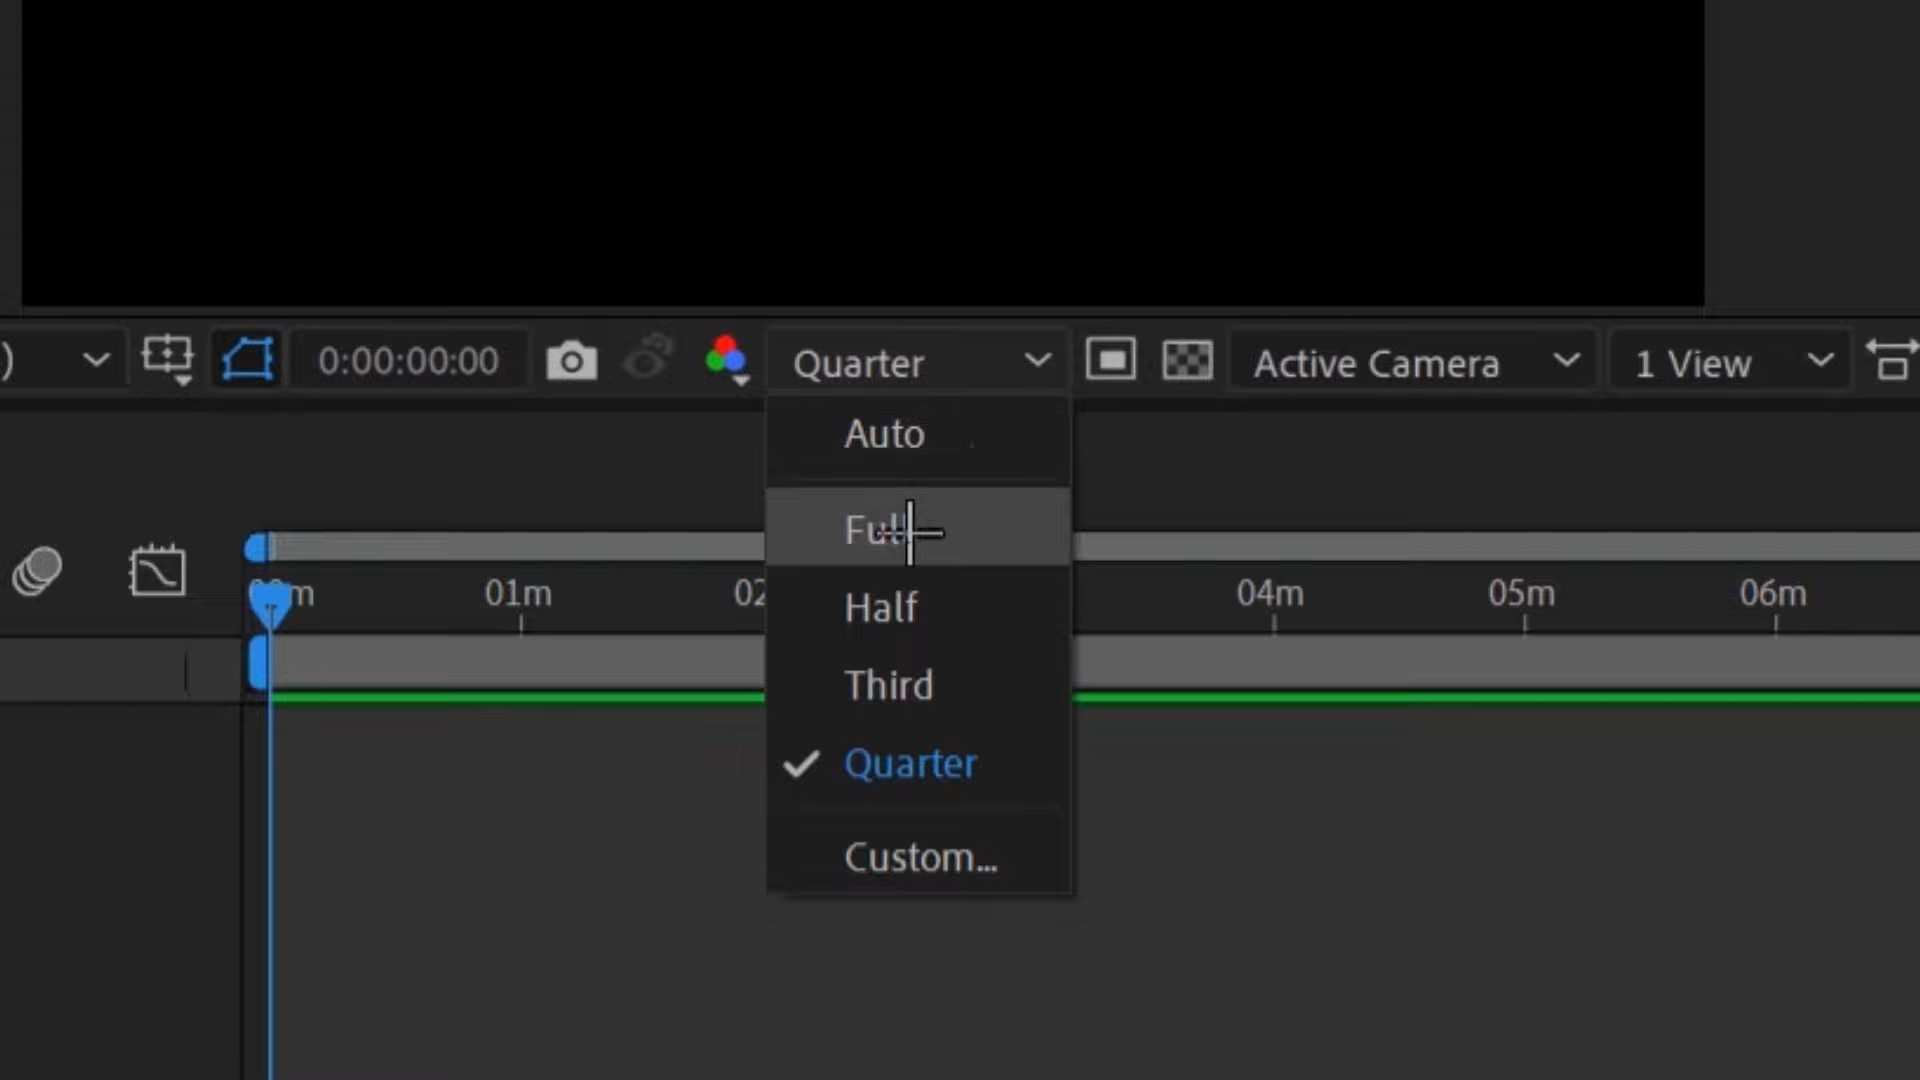 )
0:00:00:00
Quarter
Active Camera
1 View
Auto
Full
Half
Third
Quarter
Custom...
01m
04m
05m
06m